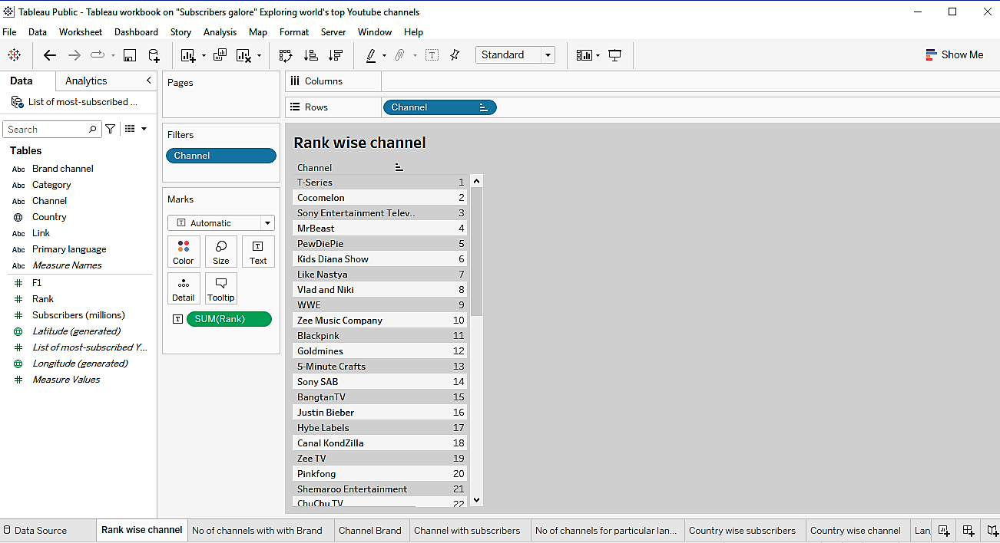 Tableau Public - Tableau workbook on "Subscribers galore" Exploring world's top Youtube channels
File Data Worksheet Dashboard Story Analysis Map Format Server Window Help
Standard
Show Me
Data Analytics
List of most-subscribed ...
Search
Tables
Abc Brand channel
Abc Category
Abc Channel
Country
Abc Link
Abc Primary language
Abc Measure Names
# F1
# Rank
# Subscribers (millions)
Latitude (generated)
# List of most-subscribed Y...
Longitude (generated)
# Measure Values
Pages
Filters
Channel
Marks
T Automatic
Color Size Text
Detail Tooltip
T SUM(Rank)
Columns
Rows Channel
Rank wise channel
Channel
T-Series 1
Cocomelon 2
Sony Entertainment Telev.. 3
MrBeast 4
PewDiePie 5
Kids Diana Show 6
Like Nastya 7
Vlad and Niki 8
WWE 9
Zee Music Company 10
Blackpink 11
Goldmines 12
5-Minute Crafts 13
Sony SAB 14
BangtanTV 15
Justin Bieber 16
Hybe Labels 17
Canal KondZilla 18
Zee TV 19
Pinkfong 20
Shemaroo Entertainment 21
ChuChu TV 22
Data Source Rank wise channel No of channels with with Brand Channel Brand Channel with subscribers No of channels for particular lan... Country wise subscribers Country wise channel Lan